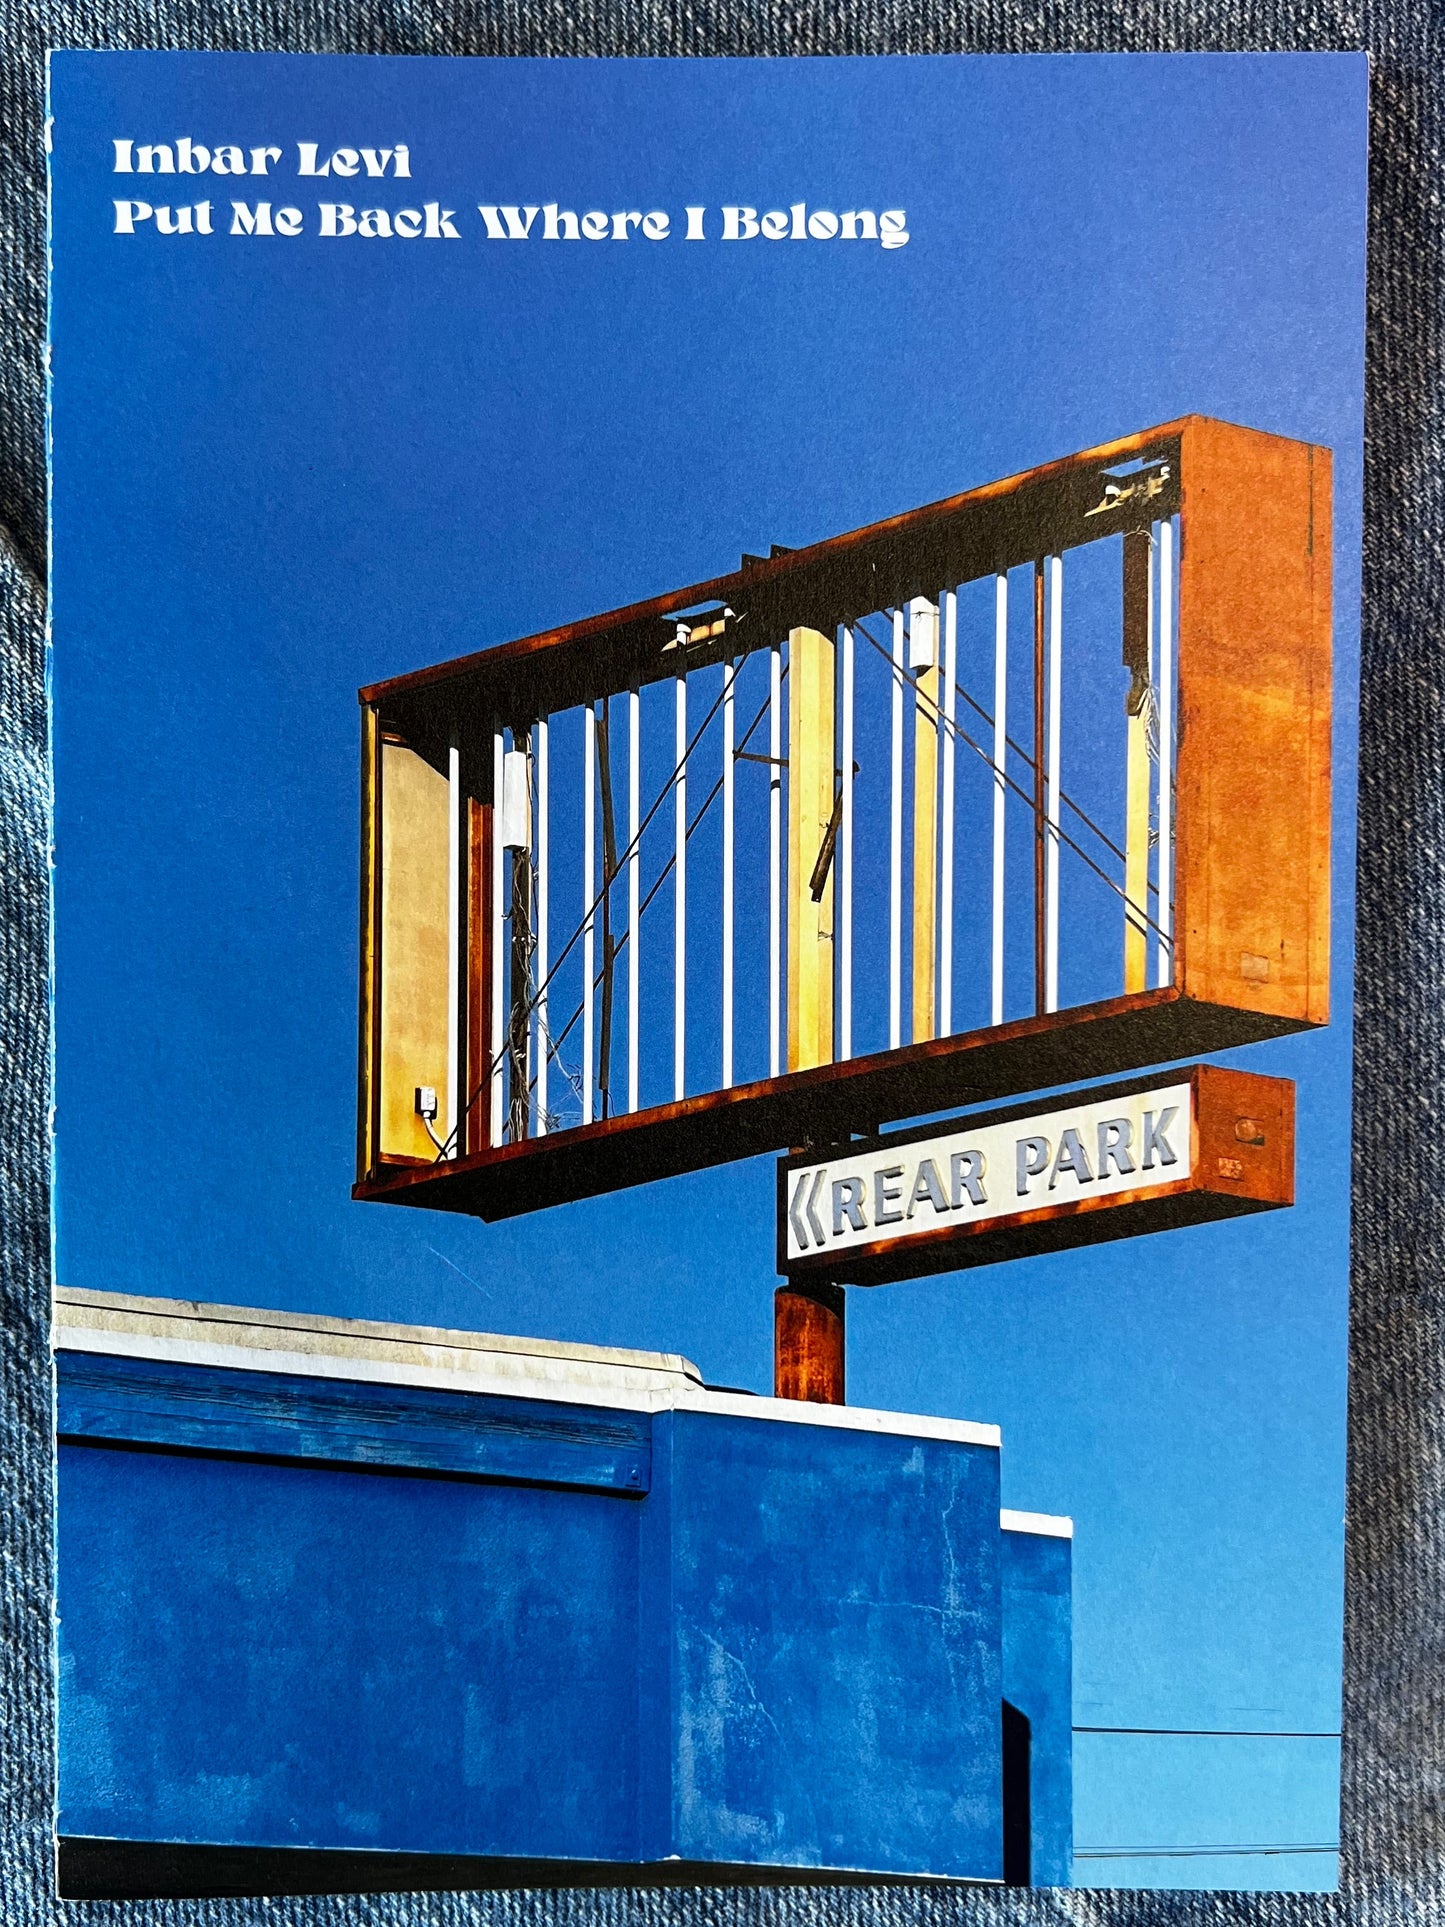 Inbar Levi
Put Me Back Where I Belong
《REAR PARK